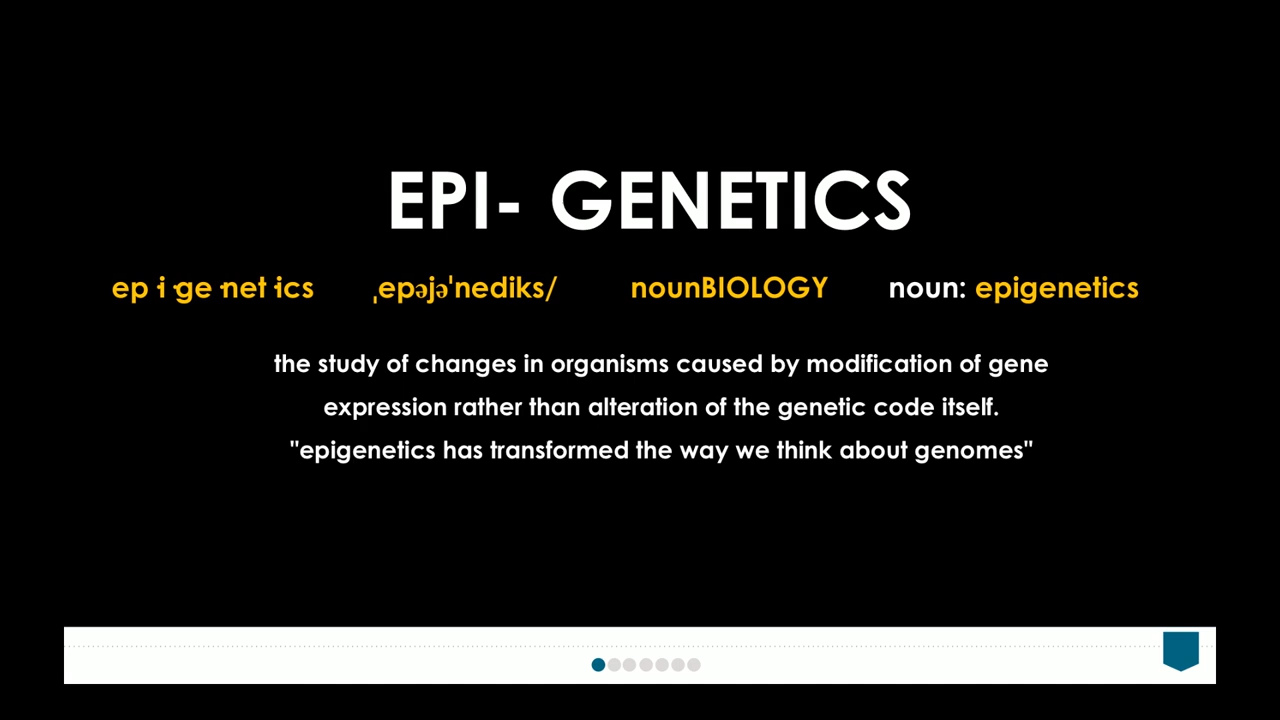 EPI- GENETICS
ep·i·ge·net·ics ˌepəjəˈnediks/ nounBIOLOGY noun: epigenetics
the study of changes in organisms caused by modification of gene
expression rather than alteration of the genetic code itself.
"epigenetics has transformed the way we think about genomes"